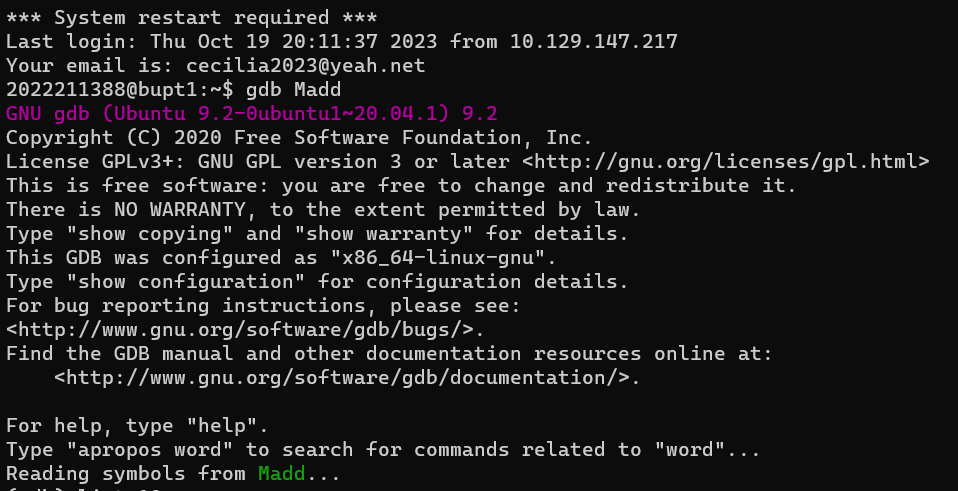 *** System restart required ***
Last login: Thu Oct 19 20:11:37 2023 from 10.129.147.217
Your email is: cecilia2023@yeah.net
2022211388@bupt1:~$ gdb Madd
GNU gdb (Ubuntu 9.2-0ubuntu1~20.04.1) 9.2
Copyright (C) 2020 Free Software Foundation, Inc.
License GPLv3+: GNU GPL version 3 or later <http://gnu.org/licenses/gpl.html>
This is free software: you are free to change and redistribute it.
There is NO WARRANTY, to the extent permitted by law.
Type "show copying" and "show warranty" for details.
This GDB was configured as "x86_64-linux-gnu".
Type "show configuration" for configuration details.
For bug reporting instructions, please see:
<http://www.gnu.org/software/gdb/bugs/>.
Find the GDB manual and other documentation resources online at:
    <http://www.gnu.org/software/gdb/documentation/>.

For help, type "help".
Type "apropos word" to search for commands related to "word"...
Reading symbols from Madd...